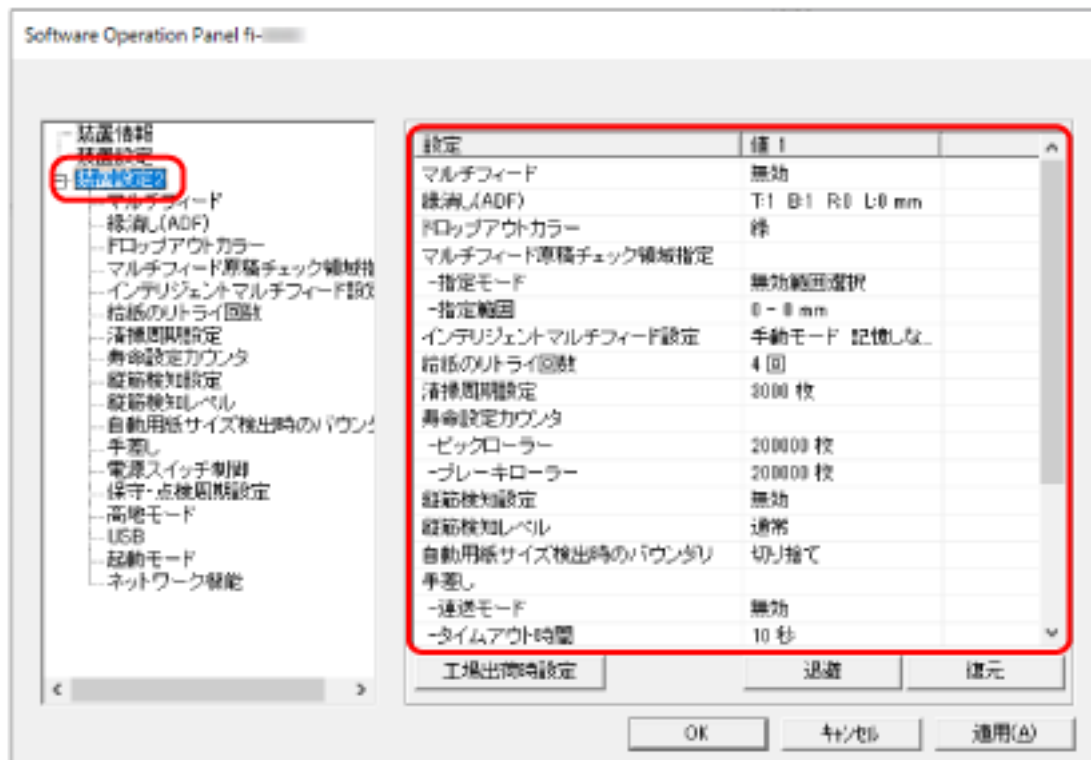 Software Operation Panel fi-
装置情報
装置設定
装置設定2
マルチフィード
縁消し(ADF)
ドロップアウトカラー
マルチフィード原稿チェック領域指
インテリジェントマルチフィード設定
給紙のリトライ回数
清掃周期設定
寿命設定カウンタ
縦筋検知設定
縦筋検知レベル
自動用紙サイズ検出時のバウンダ
手差し
電源スイッチ制御
保守・点検周期設定
高地モード
USB
起動モード
ネットワーク機能
設定 値 1
マルチフィード 無効
縁消し(ADF) T:1 B:1 R:0 L:0 mm
ドロップアウトカラー 緑
マルチフィード原稿チェック領域指定
-指定モード 無効範囲選択
-指定範囲 0 - 0 mm
インテリジェントマルチフィード設定 手動モード 記憶しな...
給紙のリトライ回数 4 回
清掃周期設定 枚
寿命設定カウンタ
-ピックローラー 200000 枚
-ブレーキローラー 200000 枚
縦筋検知設定 無効
縦筋検知レベル 通常
自動用紙サイズ検出時のバウンダリ 切り捨て
手差し
-連送モード 無効
-タイムアウト時間 10 秒
工場出荷時設定 退避 復元
OK キャンセル 適用(A)